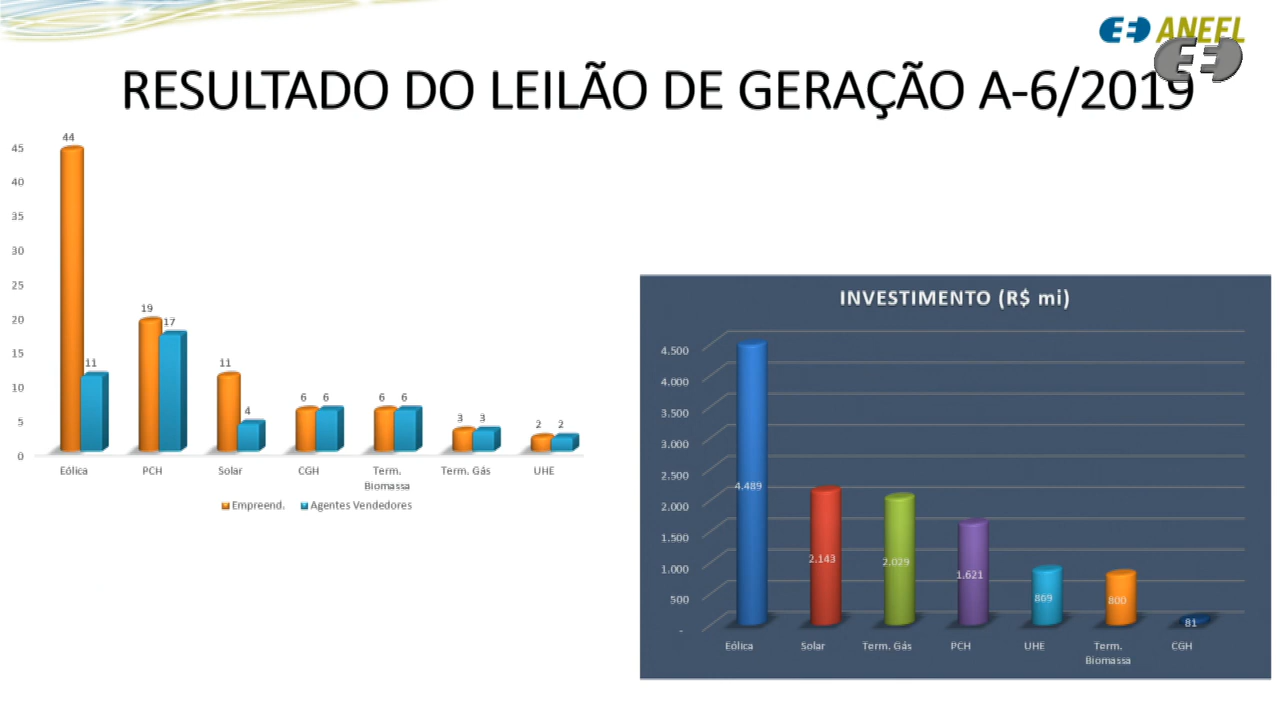 ANEEL
RESULTADO DO LEILÃO DE GERAÇÃO A-6/2019
45
40
35
30
25
20
15
10
5
0
44
11
19
17
11
4
6
6
6
6
3
3
2
2
Eólica
PCH
Solar
CGH
Term.
Biomassa
Term. Gás
UHE
Empreend.
Agentes Vendedores
INVESTIMENTO (R$ mi)
4.500
4.000
3.500
3.000
2.500
2.000
1.500
1.000
500
-
4.489
2.143
2.029
1.621
869
800
81
Eólica
Solar
Term. Gás
PCH
UHE
Term.
Biomassa
CGH